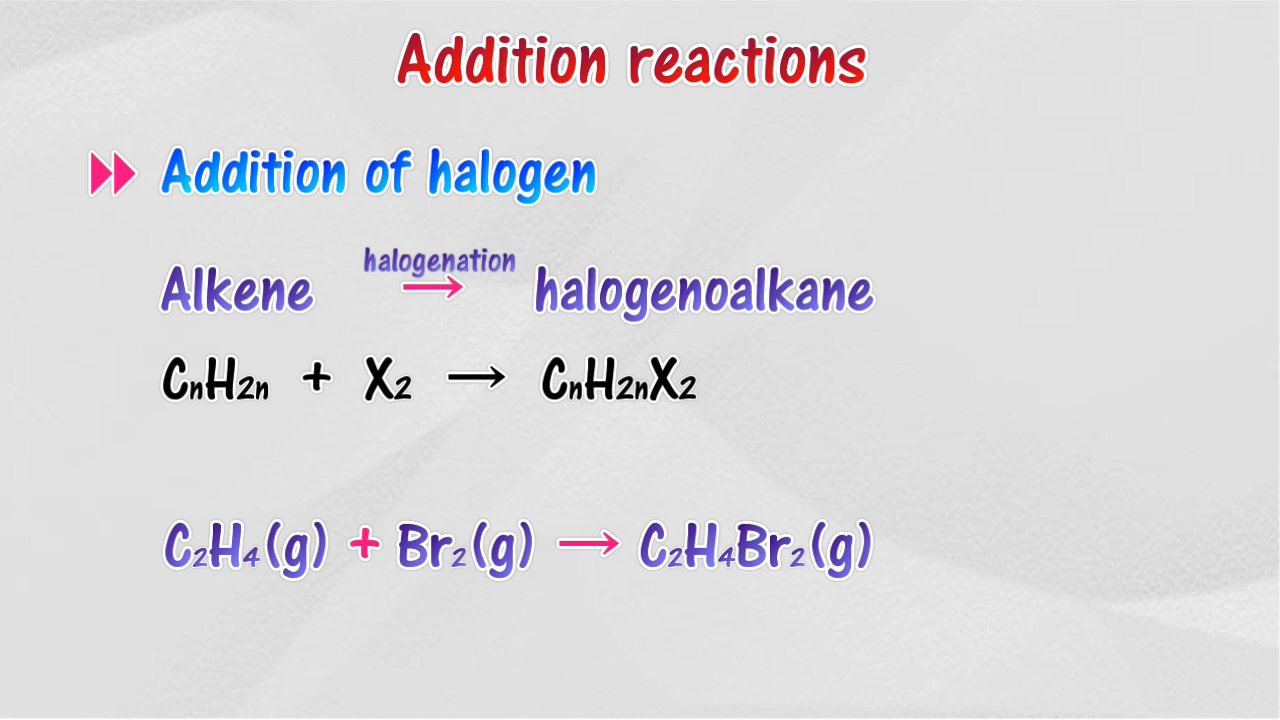 Addition reactions
Addition of halogen
halogenation
Alkene → halogenoalkane
CₙH₂ₙ + X₂ → CₙH₂ₙX₂
C₂H₄(g) + Br₂(g) → C₂H₄Br₂(g)